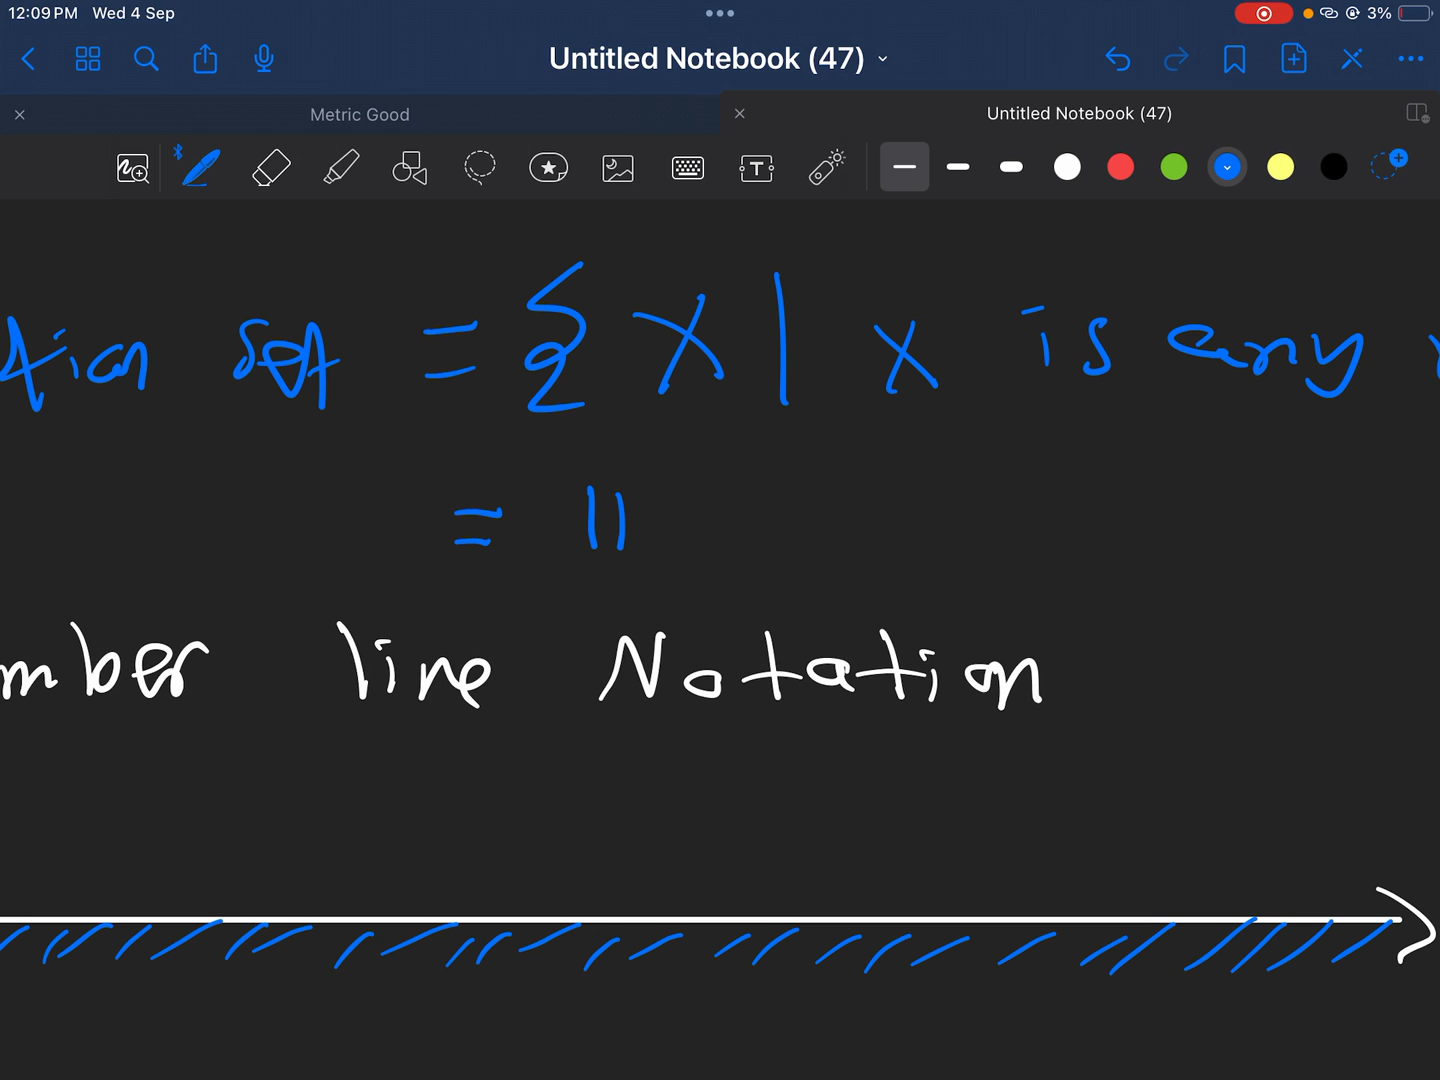 12:09 PM Wed 4 Sep 3%
Untitled Notebook (47)
Metric Good
Untitled Notebook (47)
T
tion set = { x | x is any
= 11
mber line Notation